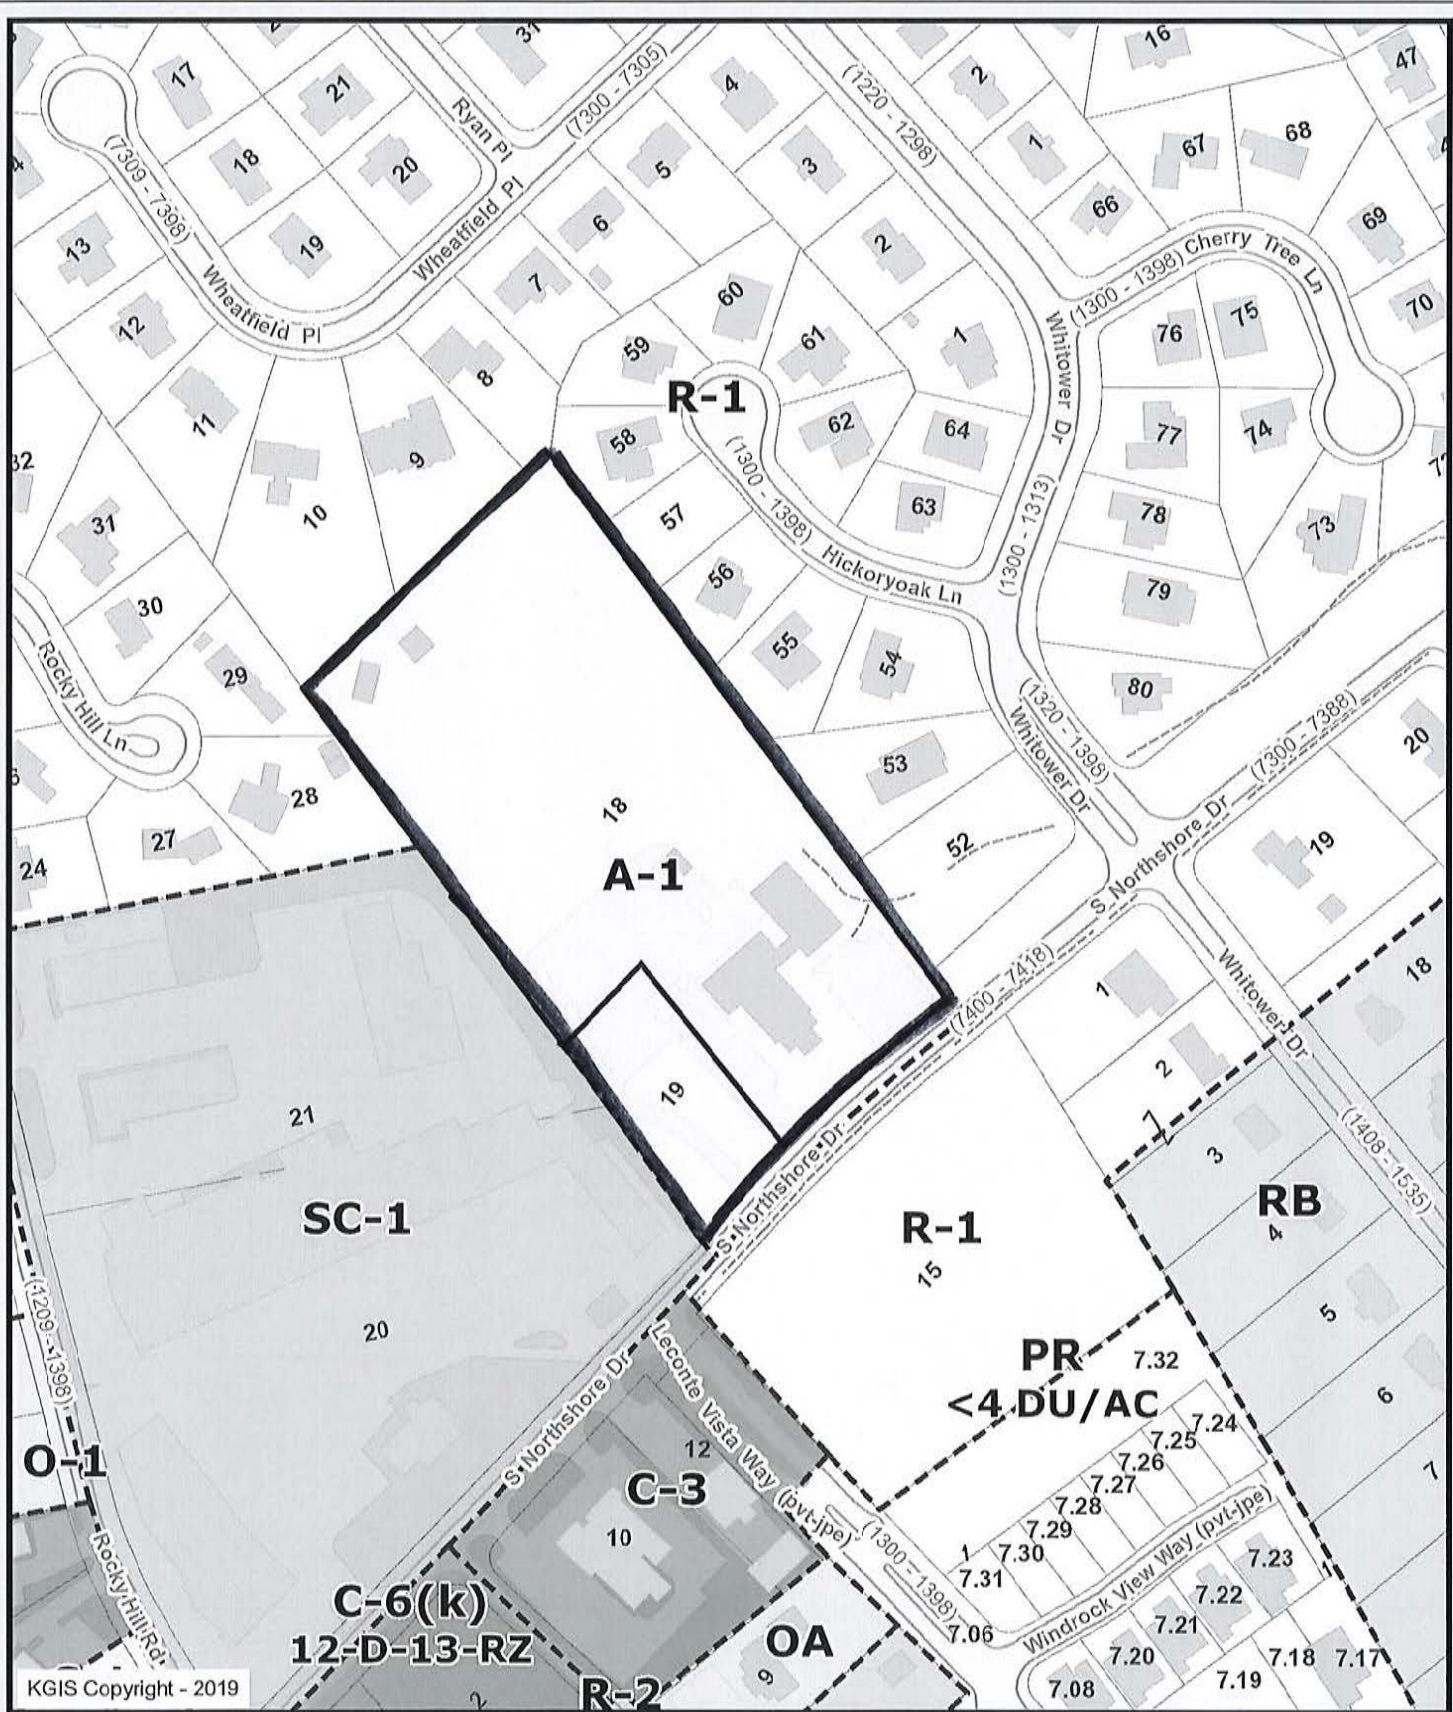 31
16
47
17
21
Ryan Pl
(7300 - 7305)
4
(1220 - 1298)
2
(7309 - 7398)
18
20
5
3
1
67
68
66
69
13
19
Wheatfield Pl
6
2
(1300 - 1398)
Cherry Tree Ln
12
Wheatfield Pl
7
60
70
59
61
1
Whitower Dr
76
75
8
R-1
11
58
62
64
77
74
32
9
(1300 - 1398)
10
57
63
78
73
31
(1300 - 1313)
56
Hickoryoak Ln
79
30
55
54
Rocky Hill Ln
29
80
(1320 - 1398)
Whitower Dr
(7300 - 7388)
20
53
28
18
27
52
S Northshore Dr
19
24
A-1
(7400 - 7418)
1
Whitower Dr
18
19
2
21
3
(1408 - 1535)
SC-1
S Northshore Dr
R-1
RB
4
15
(1209 - 1398)
20
5
PR
<4 DU/AC
7.32
6
Leconte Vista Way (pvt-jpe)
7.24
7.25
7.26
7.27
7.28
7.29
7.30
7.31
1
O-1
S Northshore Dr
12
C-3
10
7
(1300 - 1398)
Windrock View Way (pvt-jpe)
7.23
7.22
7.21
7.20
7.06
1
Rocky Hill Rd
C-6(k)
12-D-13-RZ
OA
9
7.19
7.18
7.17
7.08
R-2
2
KGIS Copyright - 2019